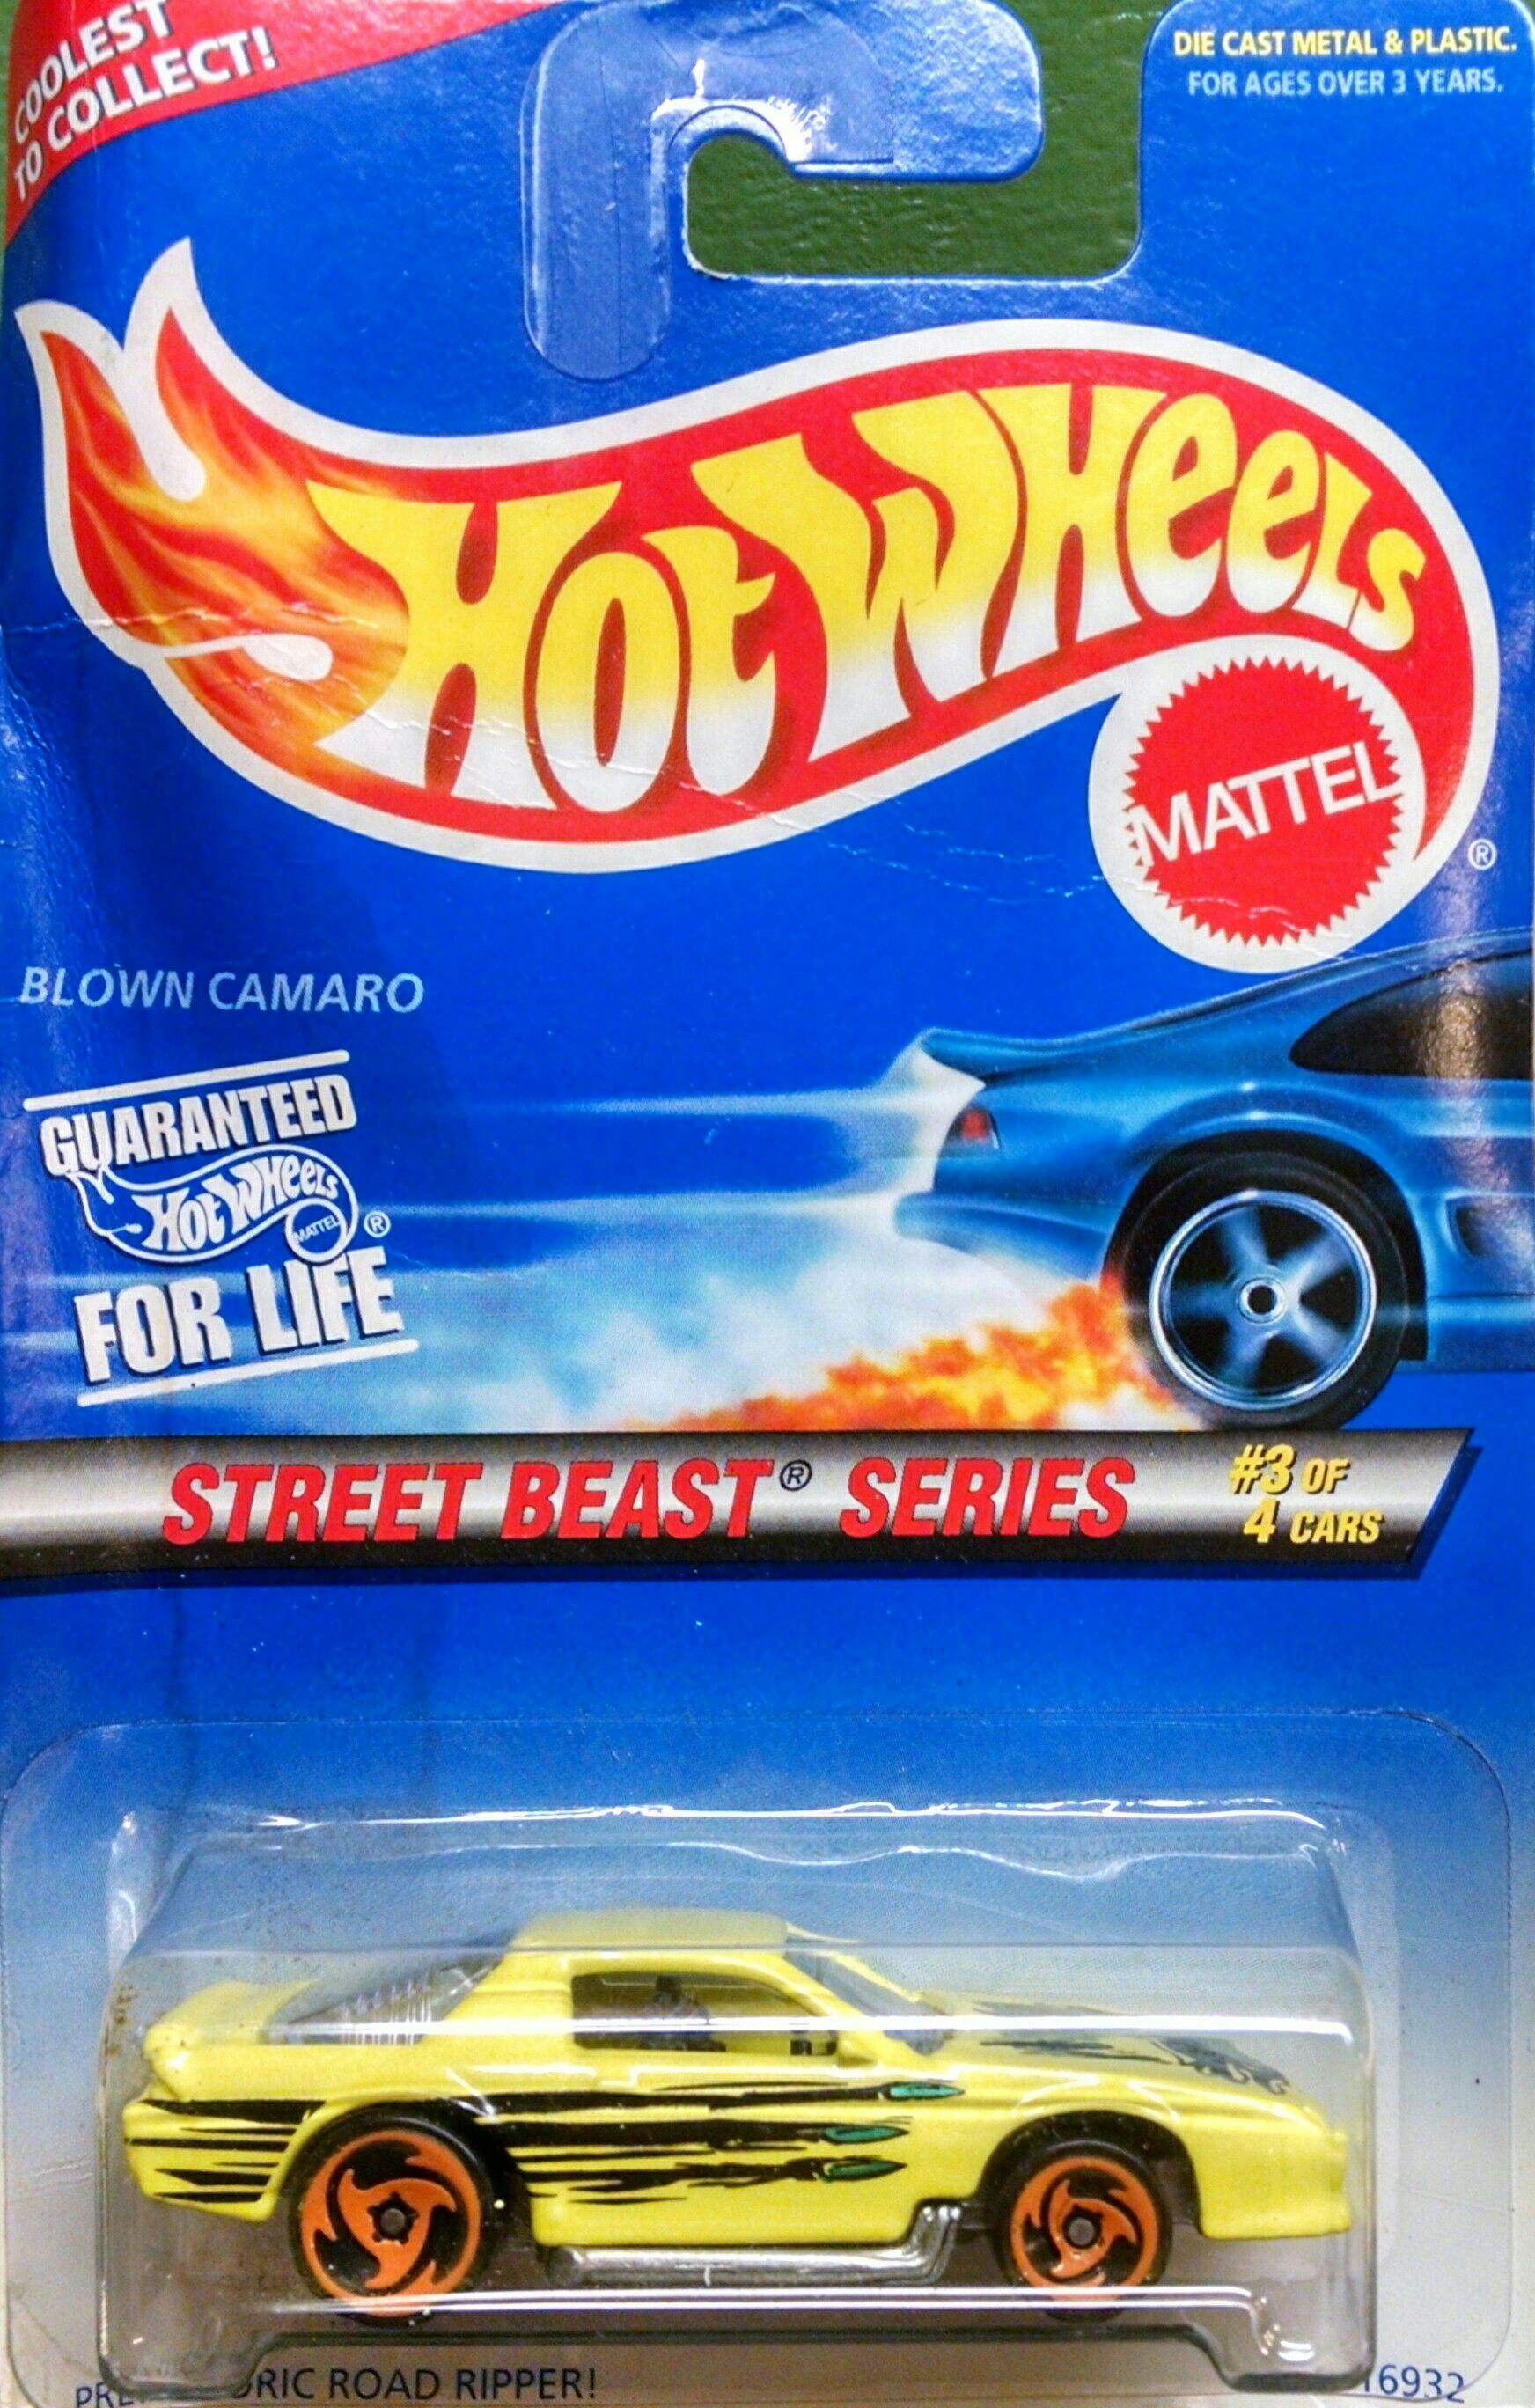 COOLEST
TO COLLECT!
DIE CAST METAL & PLASTIC.
FOR AGES OVER 3 YEARS.
HOT WHEELS
MATTEL
®
BLOWN CAMARO
GUARANTEED
HOT WHEELS
MATTEL ®
FOR LIFE
STREET BEAST® SERIES
#3 OF
4 CARS
ROAD RIPPER!
16932